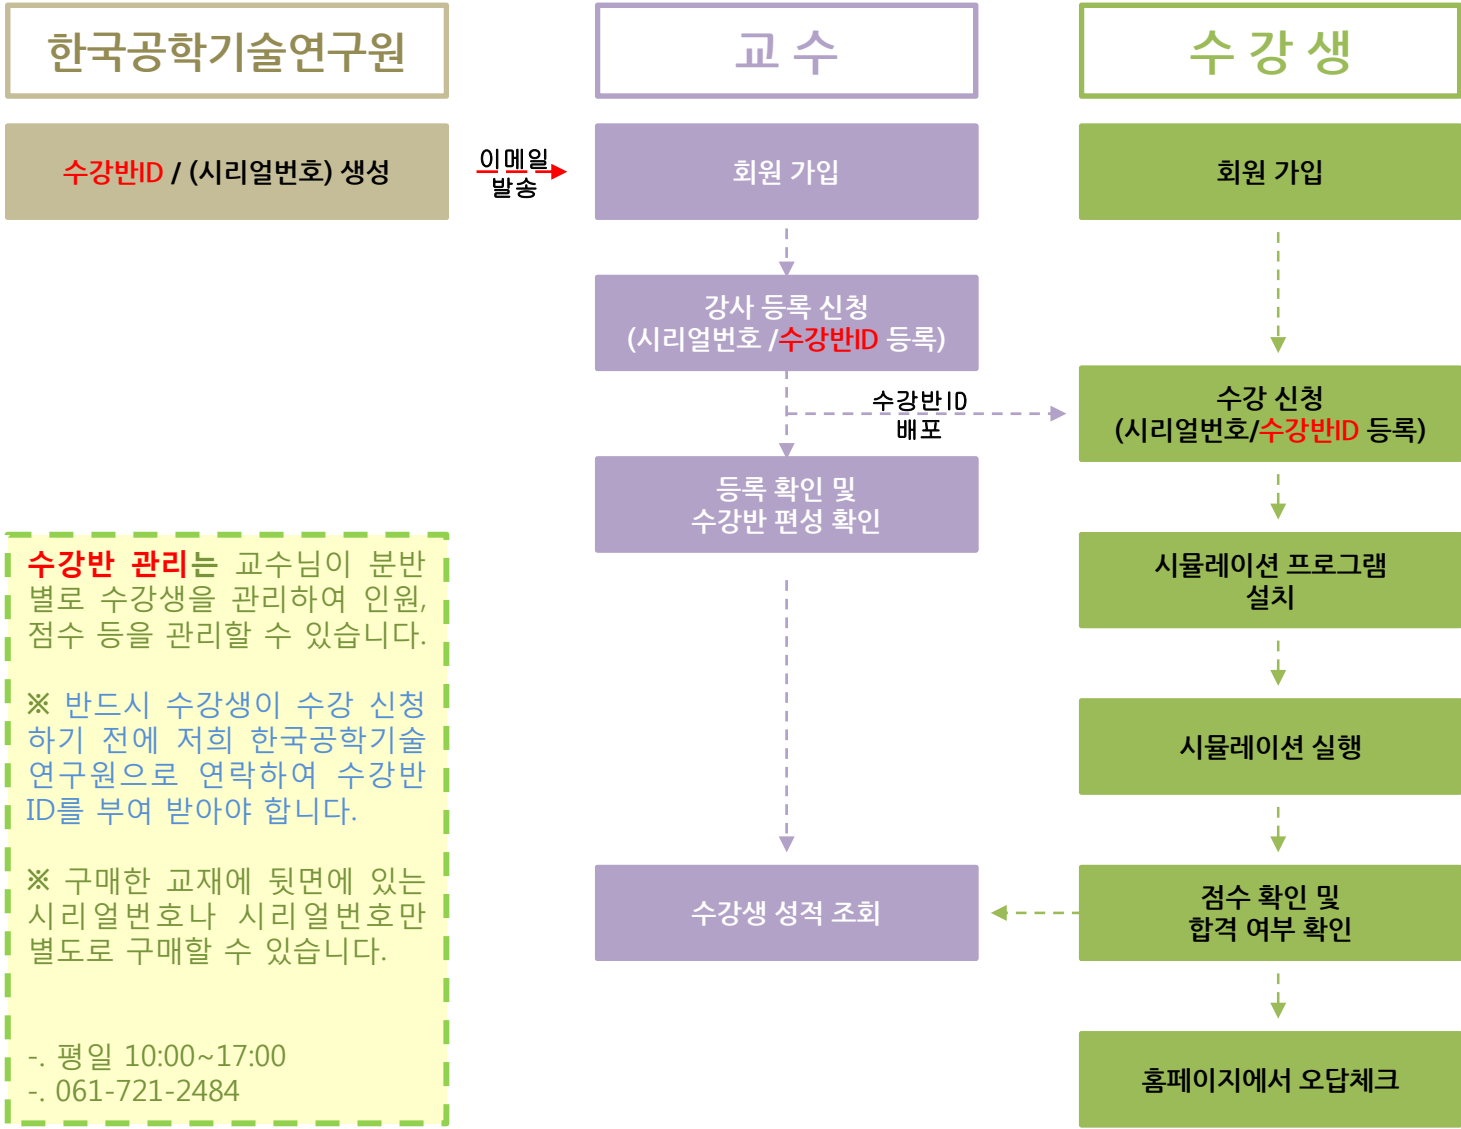 한국공학기술연구원
교 수
수 강 생
수강반ID / (시리얼번호) 생성
이메일
발송
회원 가입
회원 가입
강사 등록 신청
(시리얼번호 /수강반ID 등록)
수강반ID
배포
수강 신청
(시리얼번호/수강반ID 등록)
등록 확인 및
수강반 편성 확인
시뮬레이션 프로그램
설치
시뮬레이션 실행
수강생 성적 조회
점수 확인 및
합격 여부 확인
홈페이지에서 오답체크
수강반 관리는 교수님이 분반
별로 수강생을 관리하여 인원,
점수 등을 관리할 수 있습니다.
※ 반드시 수강생이 수강 신청
하기 전에 저희 한국공학기술
연구원으로 연락하여 수강반
ID를 부여 받아야 합니다.
※ 구매한 교재에 뒷면에 있는
시리얼번호나 시리얼번호만
별도로 구매할 수 있습니다.
-. 평일 10:00~17:00
-. 061-721-2484